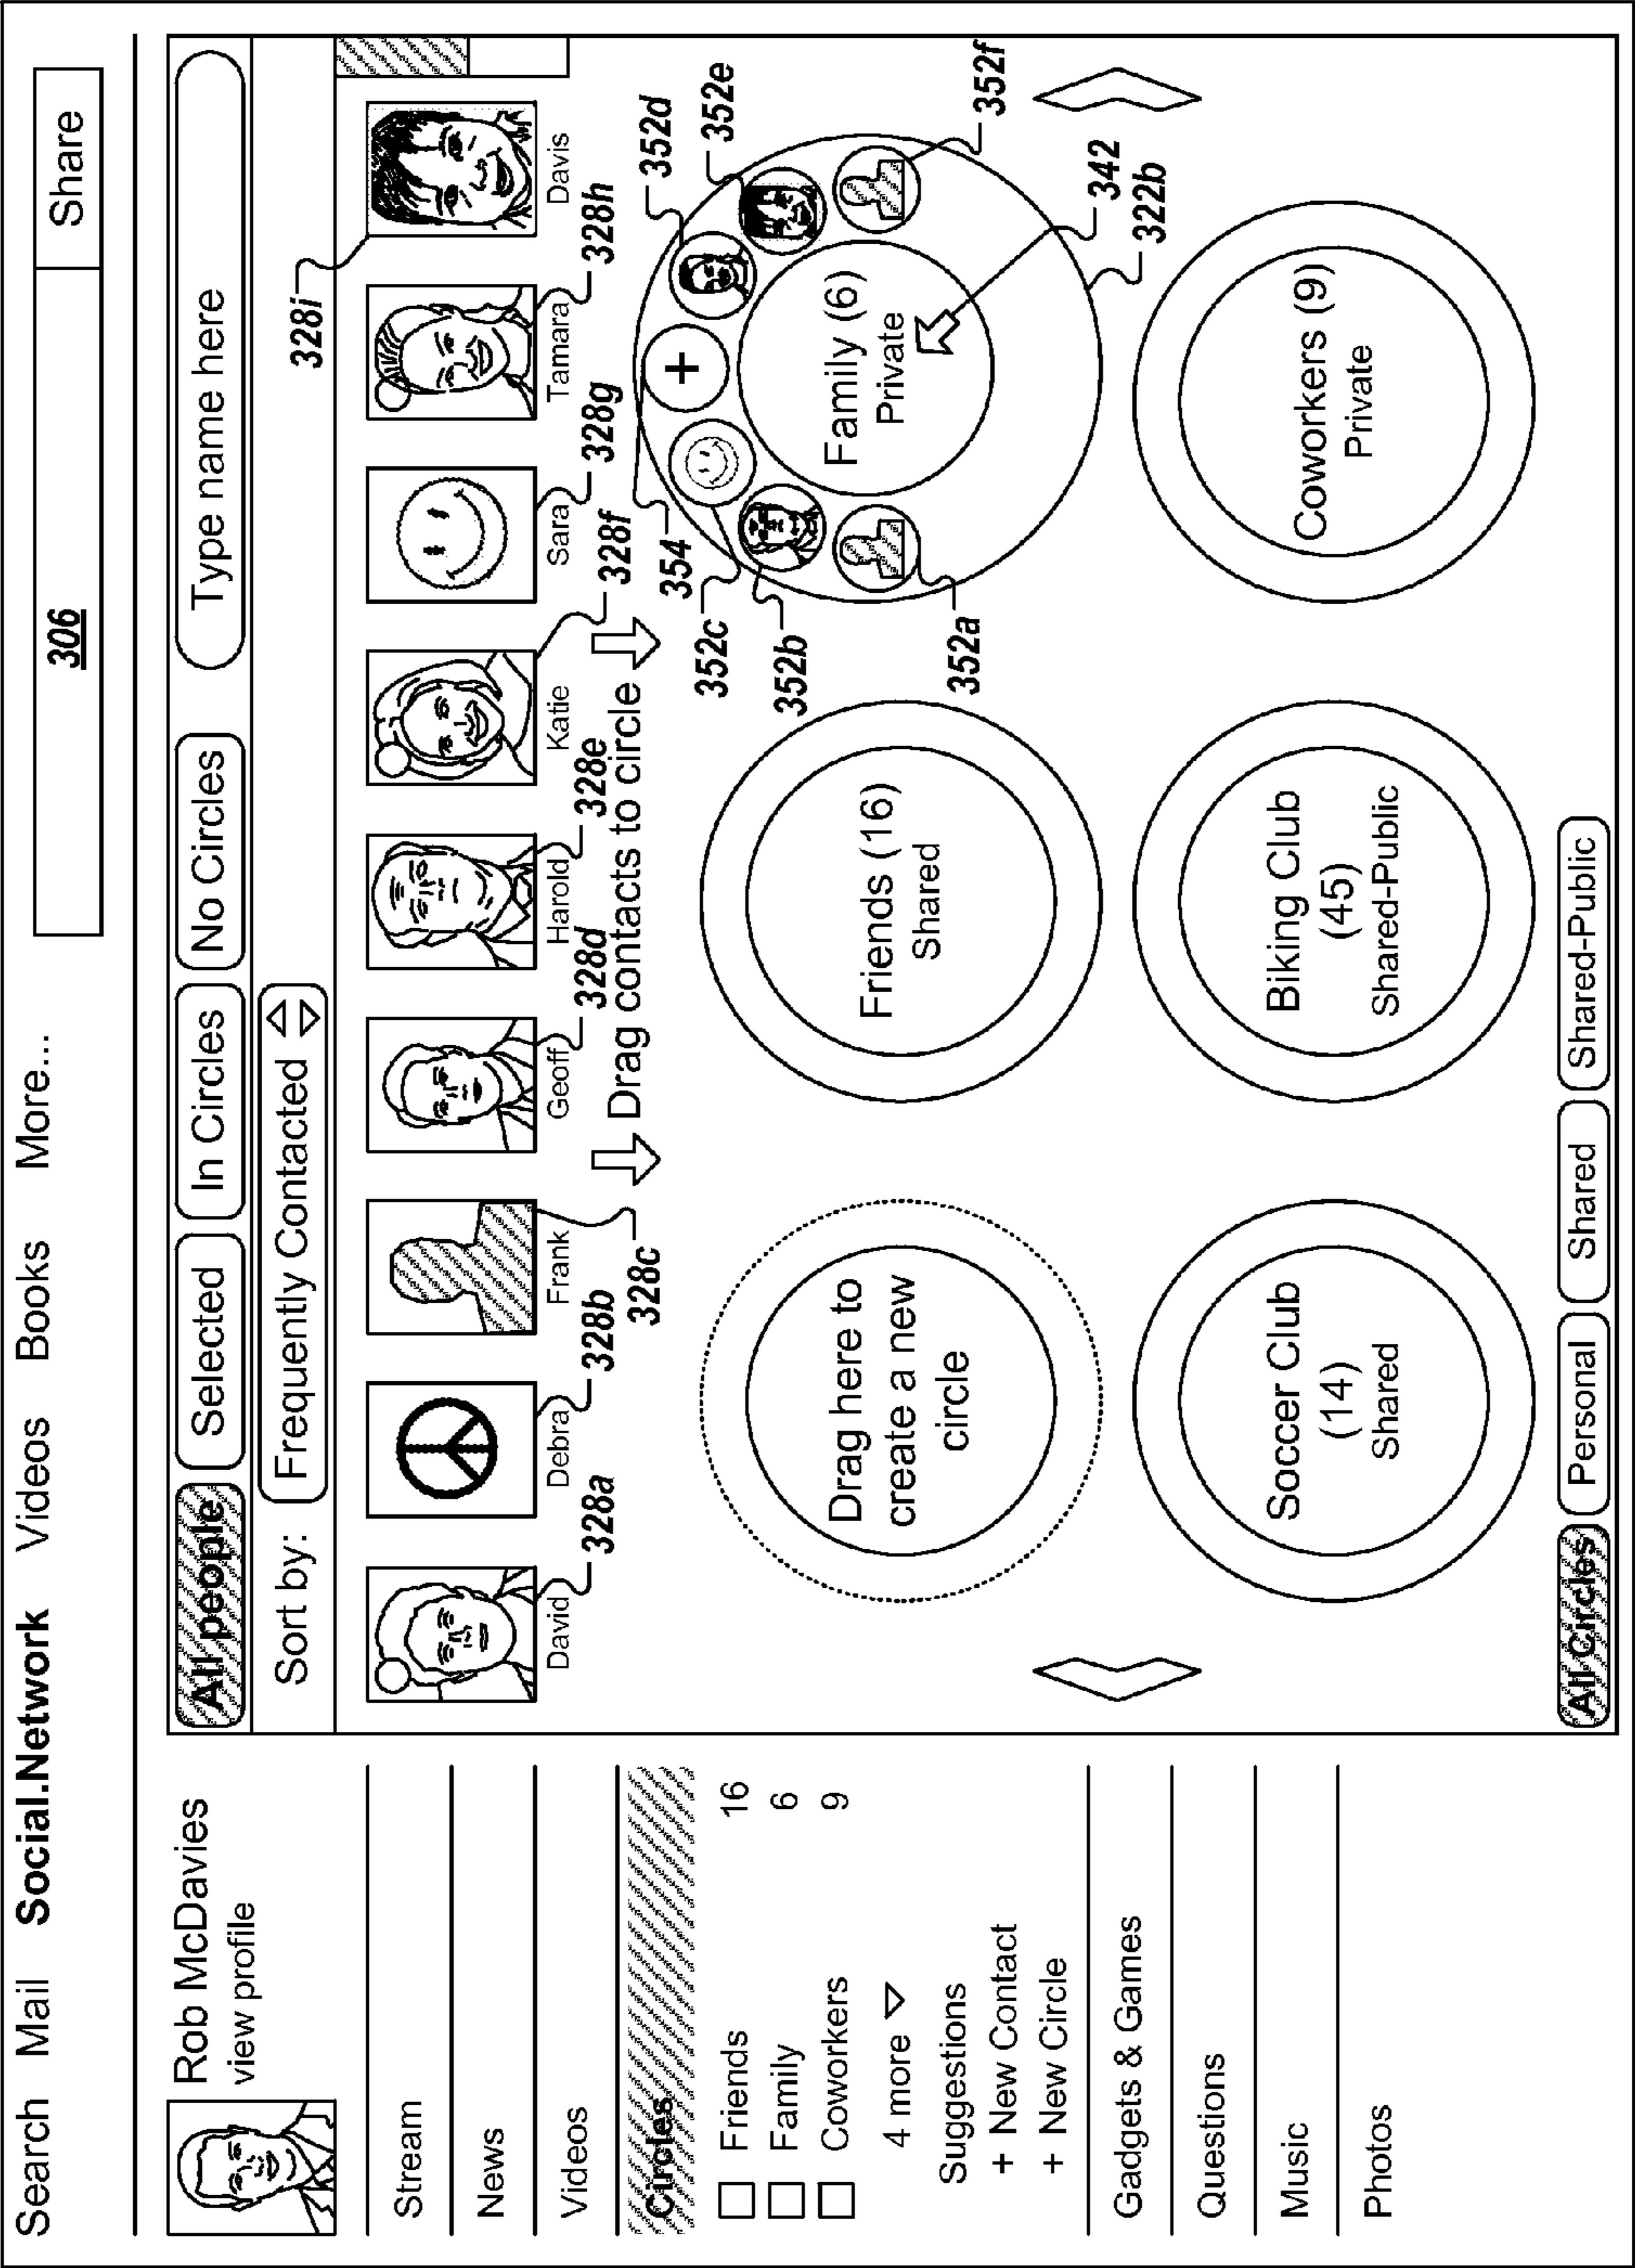 Search Mail Social.Network Videos Books More...
306
Share
Rob McDavies
view profile
Stream
News
Videos
Circles
Friends 16
Family 6
Coworkers 9
4 more
Suggestions
+ New Contact
+ New Circle
Gadgets & Games
Questions
Music
Photos
All people Selected In Circles No Circles Type name here
Sort by: Frequently Contacted
328i
David Debra Frank Geoff Harold Katie Sara Tamara Davis
328a 328b 328c 328d 328e 328f 328g 328h
Drag contacts to circle
352d
352e
352f
354
352c
352b
352a
342
322b
Drag here to
create a new
circle
Friends (16)
Shared
Family (6)
Private
+
Soccer Club
(14)
Shared
Biking Club
(45)
Shared-Public
Coworkers (9)
Private
All Circles Personal Shared Shared-Public